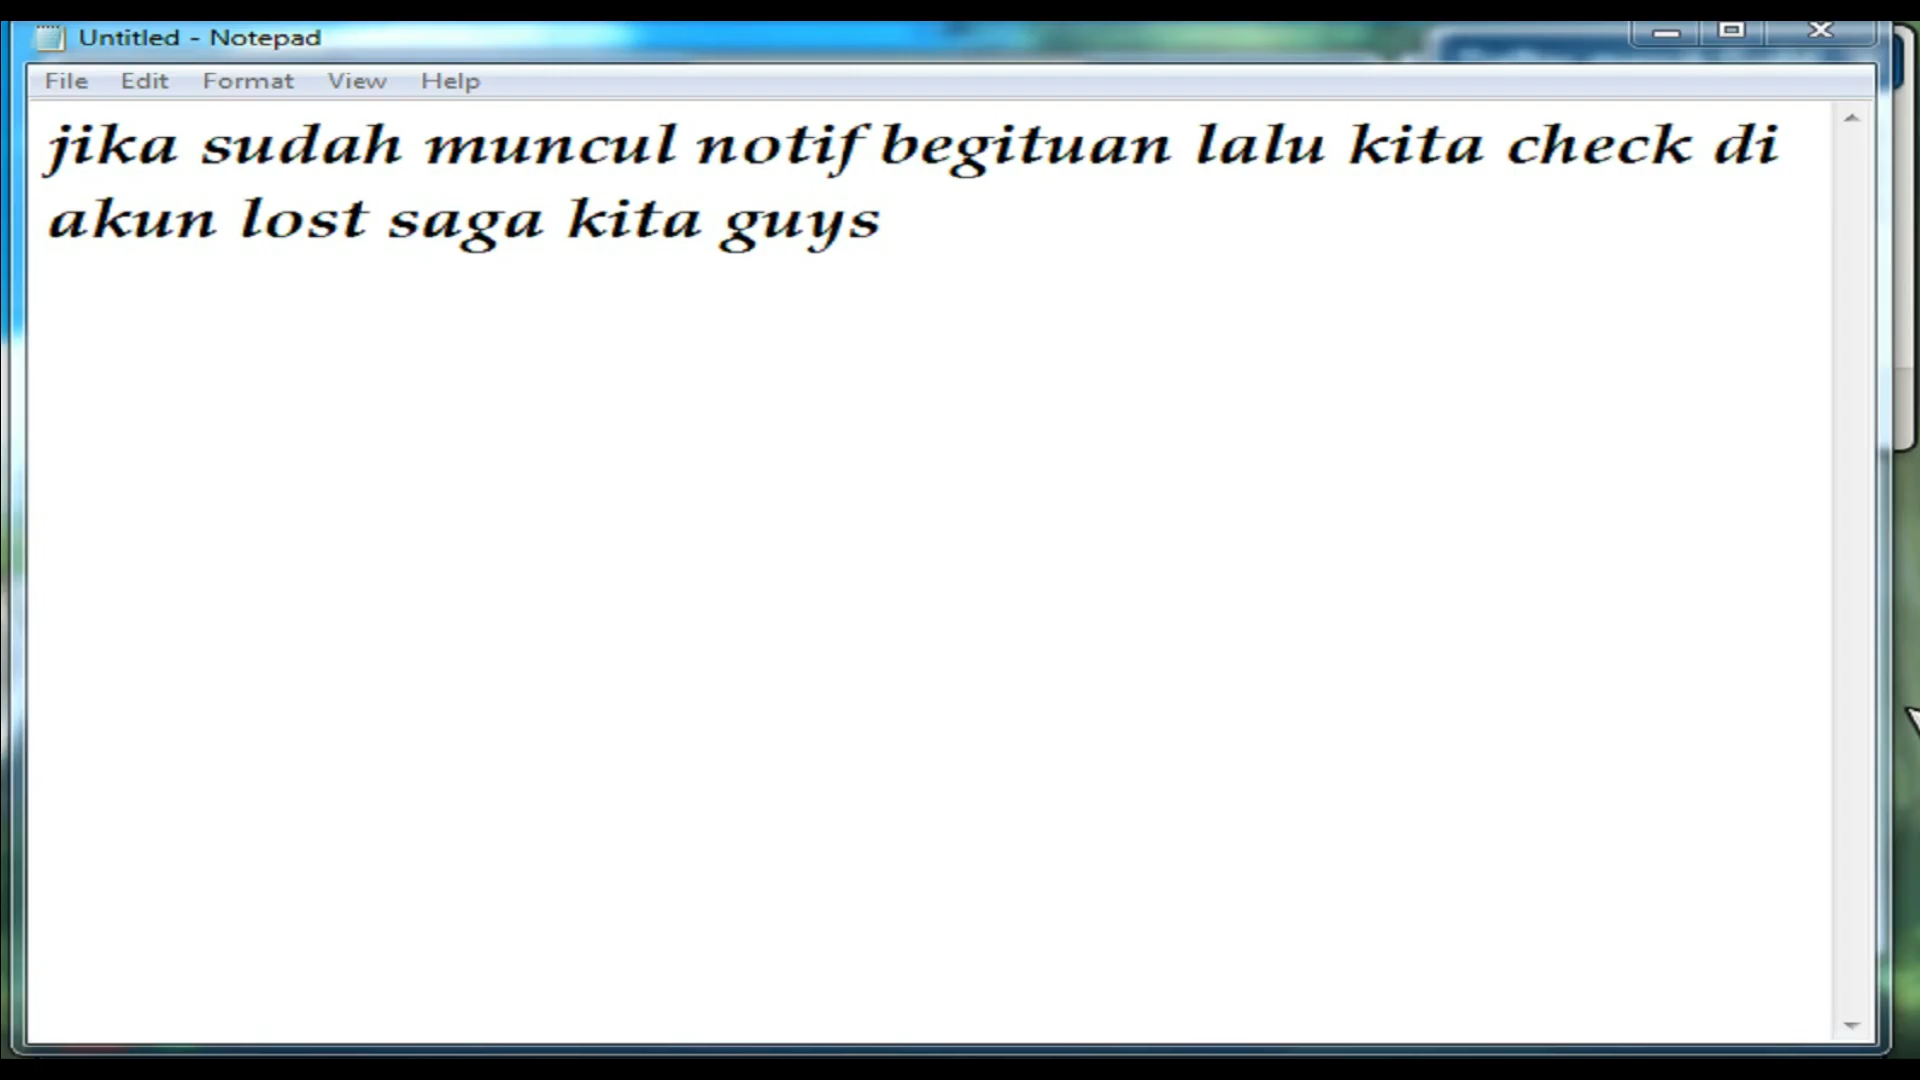 Untitled - Notepad
File Edit Format View Help
jika sudah muncul notif begituan lalu kita check di
akun lost saga kita guys